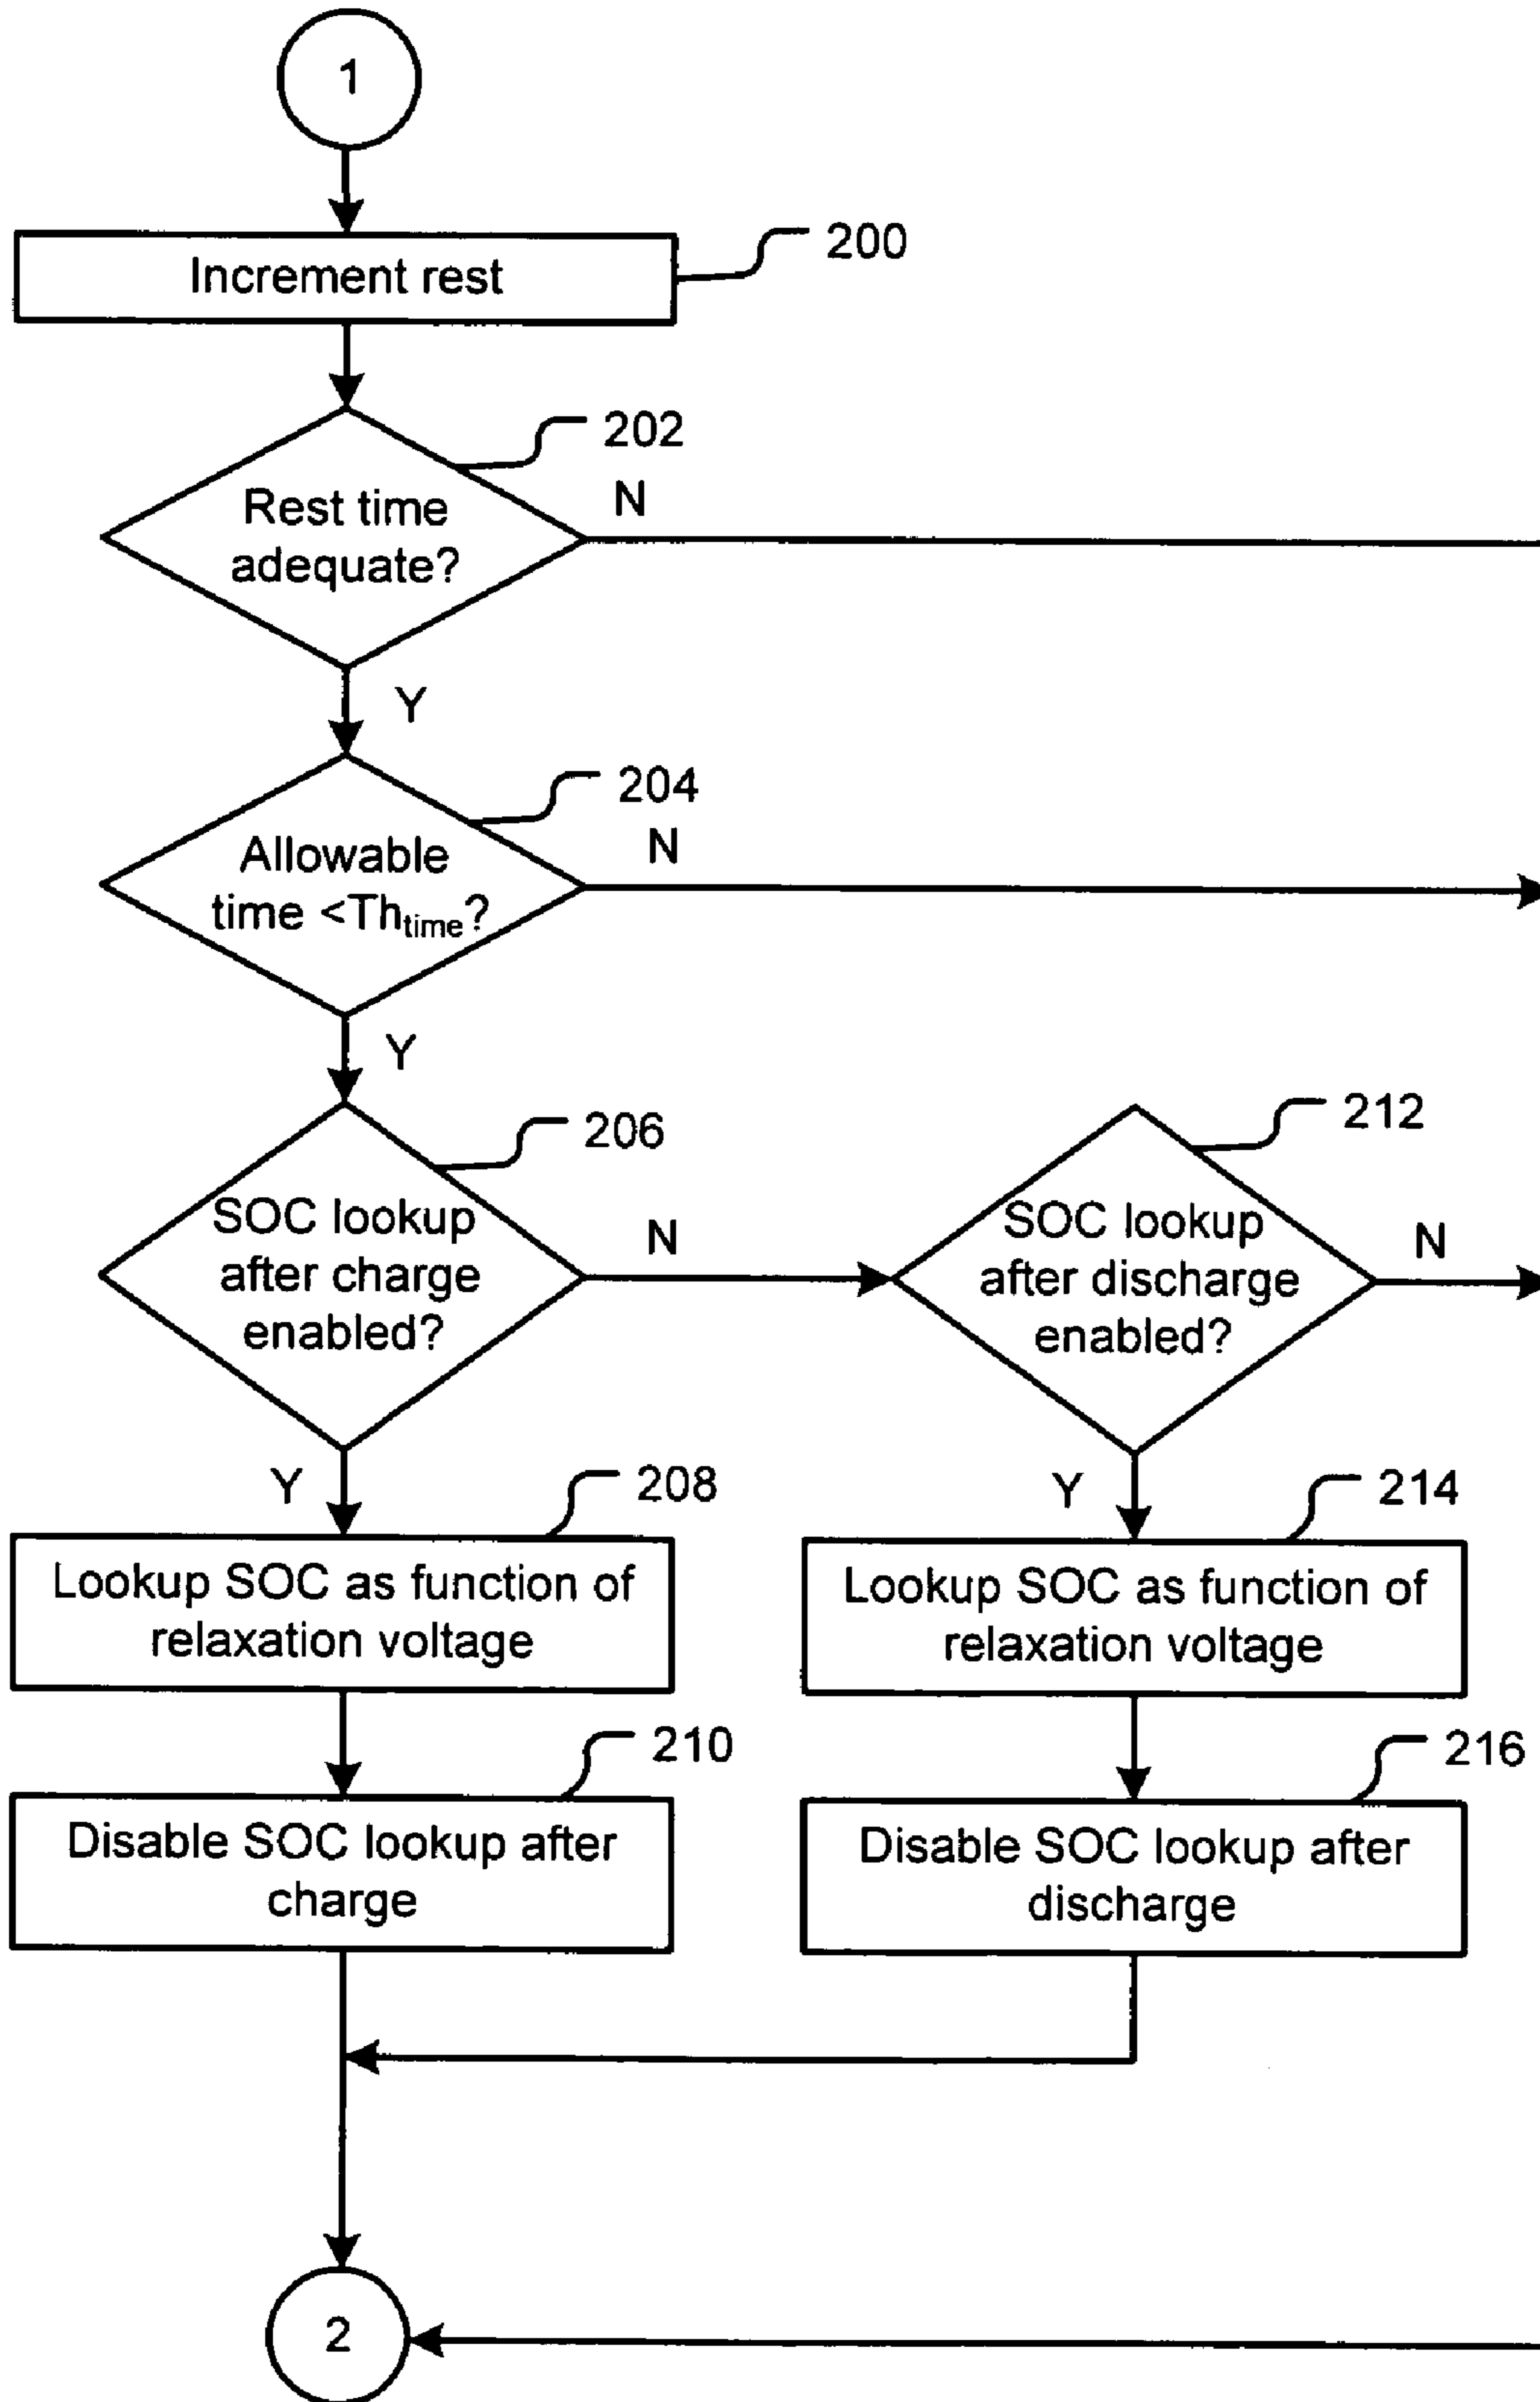 1
200
Increment rest
202
N
Rest time
adequate?
Y
204
N
Allowable
time <Thtime?
Y
206
SOC lookup
after charge
enabled?
N
212
SOC lookup
after discharge
enabled?
N
Y
208
Lookup SOC as function of
relaxation voltage
Y
214
Lookup SOC as function of
relaxation voltage
210
Disable SOC lookup after
charge
216
Disable SOC lookup after
discharge
2